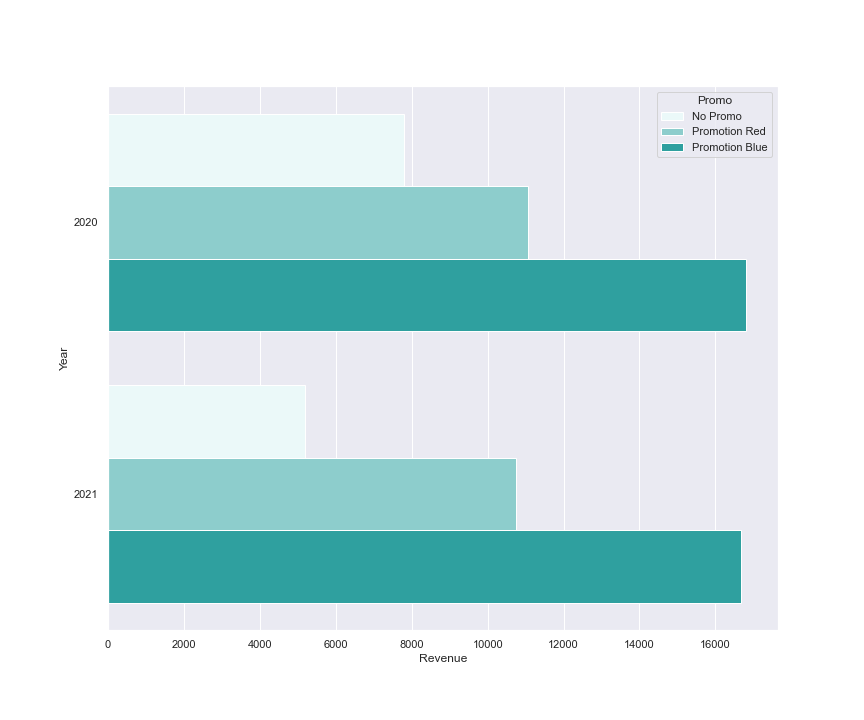 Promo
No Promo
Promotion Red
Promotion Blue
2020
Year
2021
0 2000 4000 6000 8000 10000 12000 14000 16000
Revenue